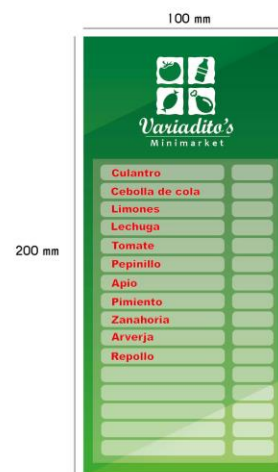 100 mm
Variadito's
Minimarket
200 mm
Culantro
Cebolla de cola
Limones
Lechuga
Tomate
Pepinillo
Apio
Pimiento
Zanahoria
Arverja
Repollo